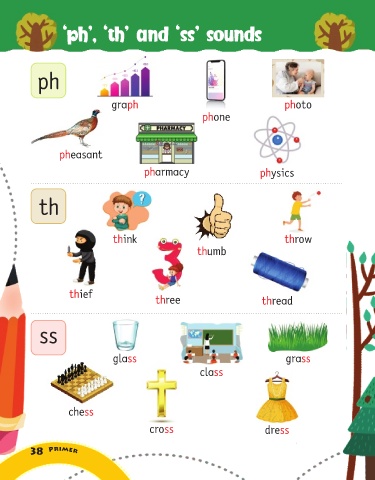 'ph', 'th' and 'ss' sounds
ph
graph
phone
photo
pheasant
PHARMACY
pharmacy
physics
th
?
think
thumb
throw
thief
3
three
thread
ss
glass
class
grass
chess
cross
dress
38 PRIMER